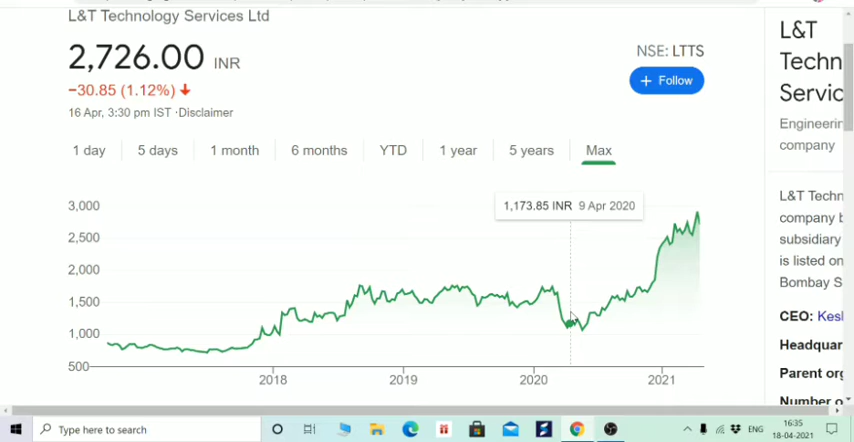 L&T Technology Services Ltd
2,726.00 INR
−30.85 (1.12%)
16 Apr, 3:30 pm IST ·Disclaimer
NSE: LTTS
+ Follow
1 day 5 days 1 month 6 months YTD 1 year 5 years Max
1,173.85 INR 9 Apr 2020
3,000
2,500
2,000
1,500
1,000
500
2018 2019 2020 2021
L&T
Techn
Servic
Engineerin
company
L&T Techn
company b
subsidiary
is listed on
Bombay S
CEO: Kesh
Headquar
Parent org
Type here to search
ENG
16:35
18-04-2021